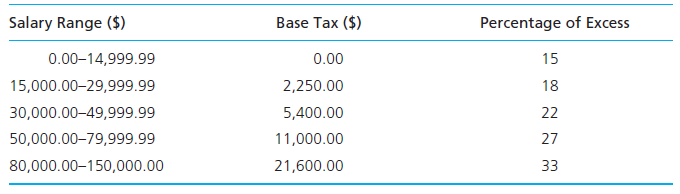 Salary Range ($) Base Tax ($) Percentage of Excess
0.00–14,999.99 0.00 15
15,000.00–29,999.99 2,250.00 18
30,000.00–49,999.99 5,400.00 22
50,000.00–79,999.99 11,000.00 27
80,000.00–150,000.00 21,600.00 33